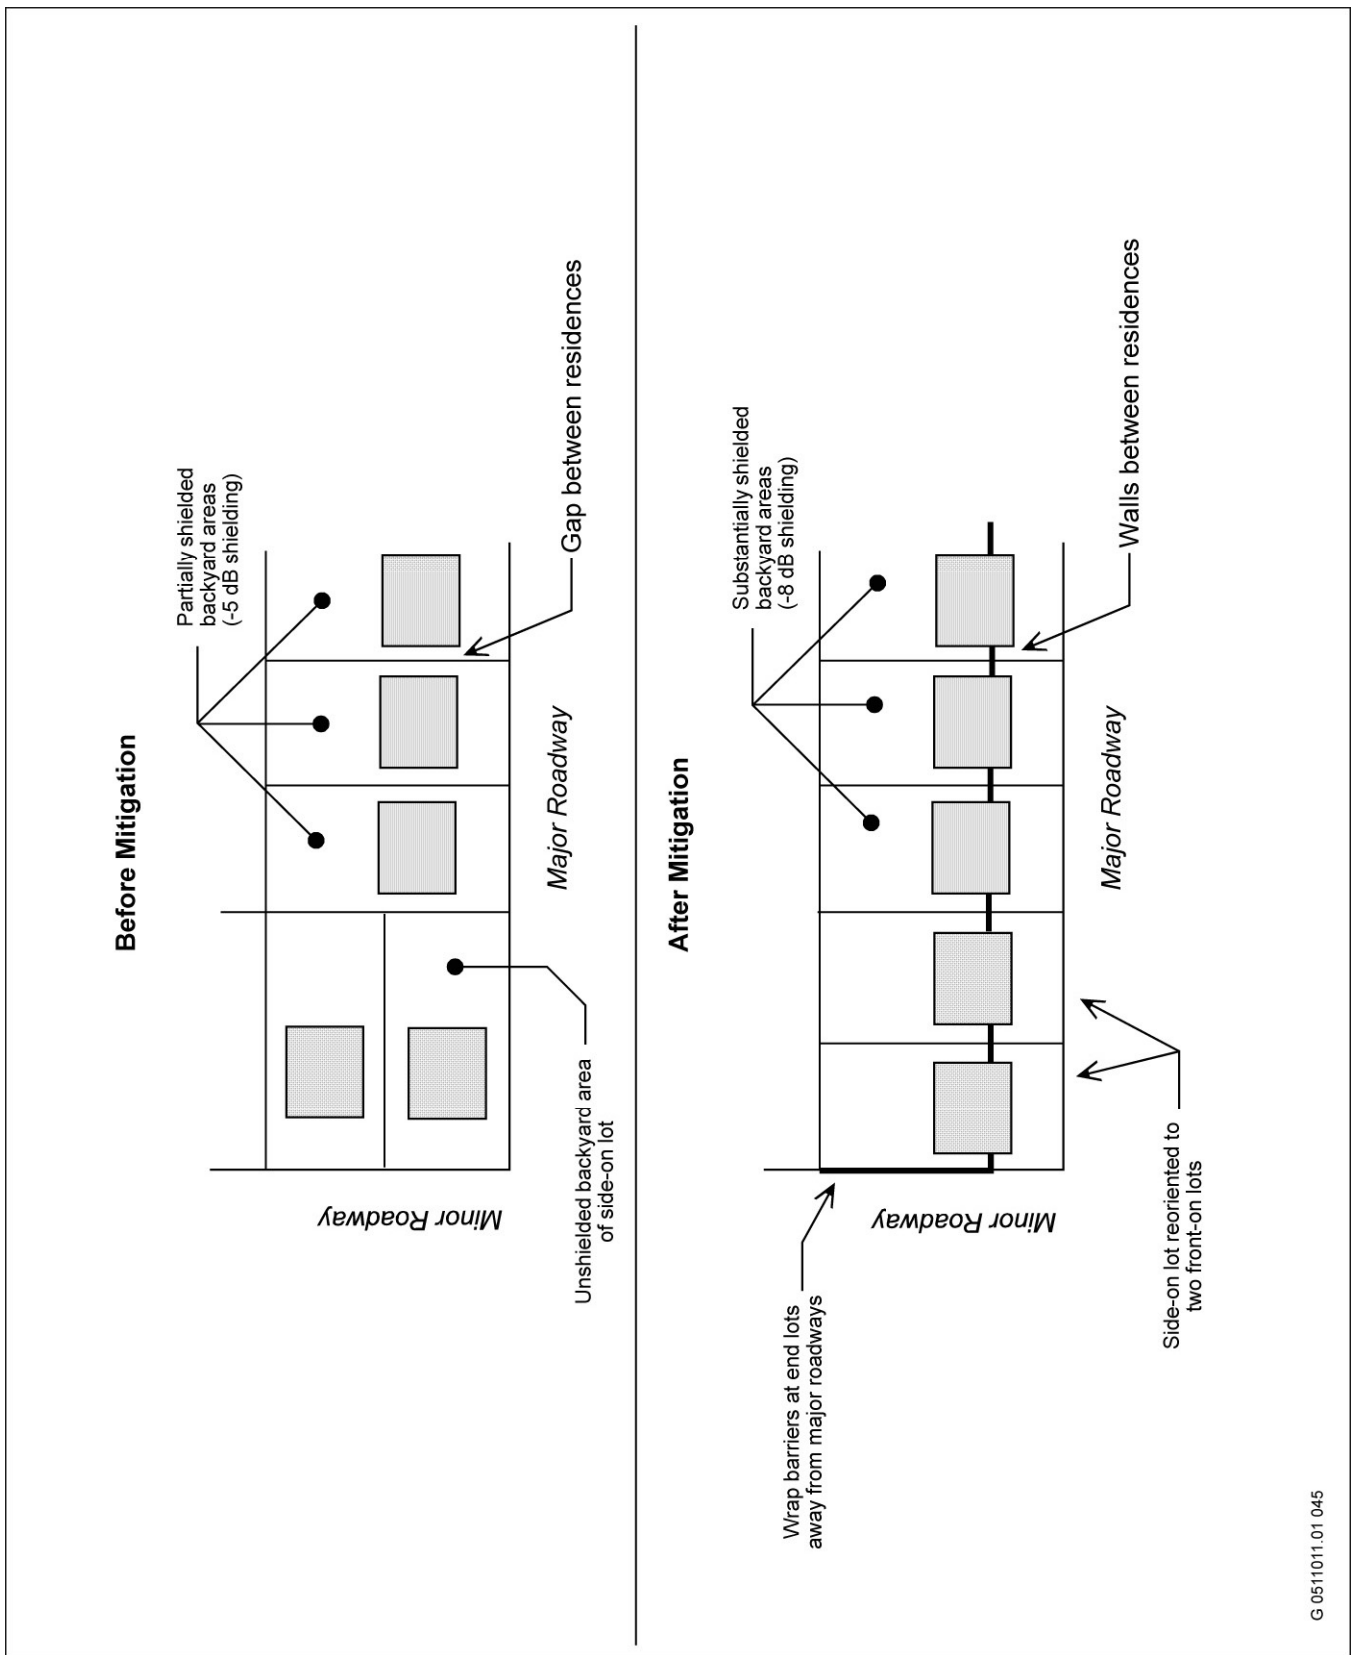 Before Mitigation
Partially shielded
backyard areas
(-5 dB shielding)
Gap between residences
Major Roadway
Minor Roadway
Unshielded backyard area
of side-on lot
After Mitigation
Substantially shielded
backyard areas
(-8 dB shielding)
Walls between residences
Major Roadway
Minor Roadway
Wrap barriers at end lots
away from major roadways
Side-on lot reoriented to
two front-on lots
G 0511011.01 045